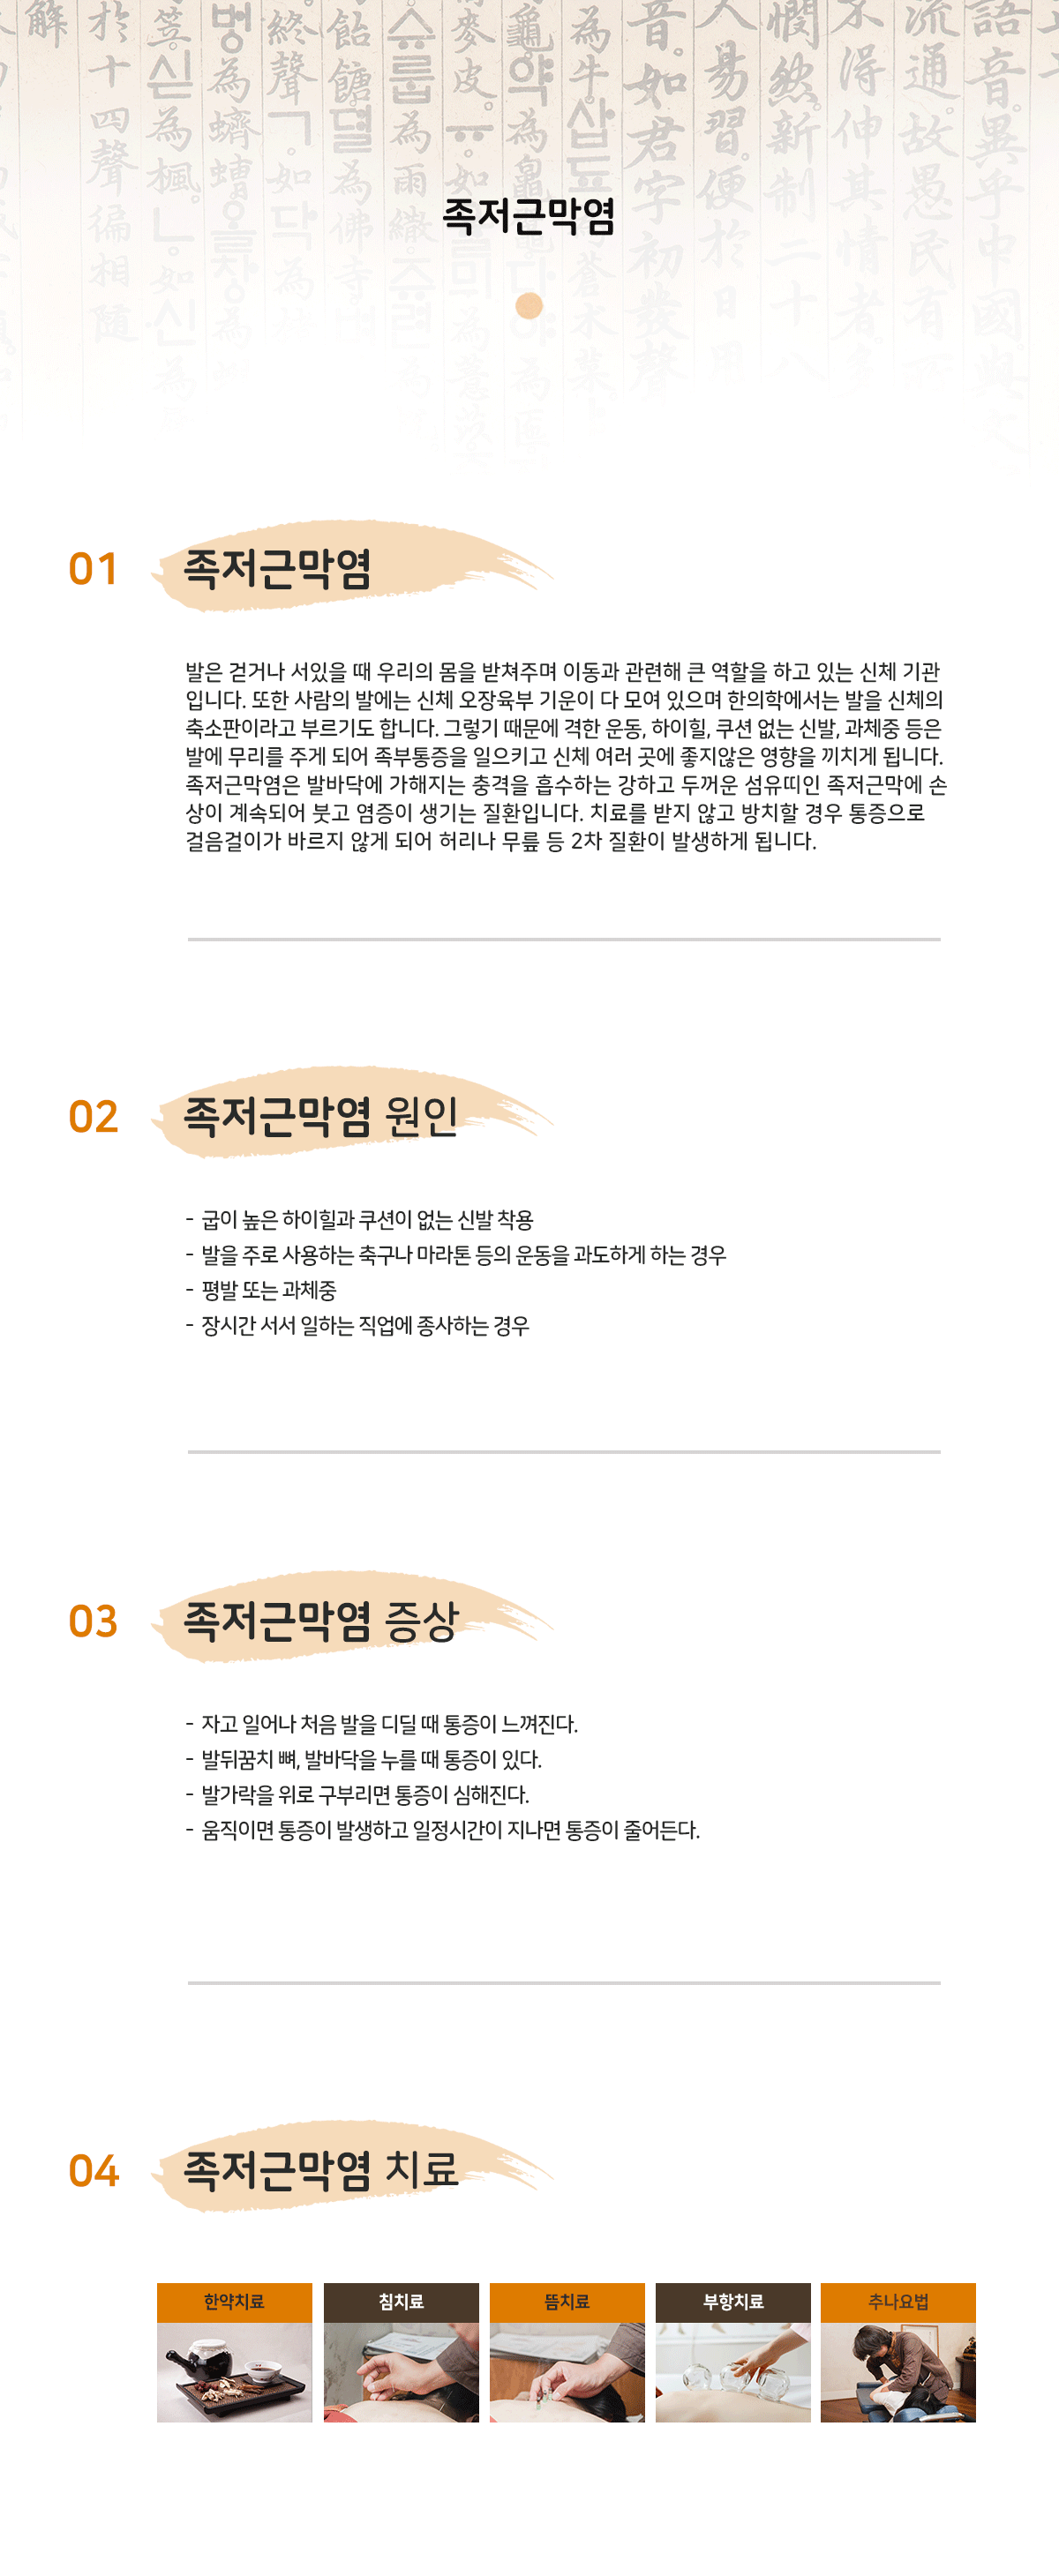 족저근막염
01 족저근막염
발은 걷거나 서있을 때 우리의 몸을 받쳐주며 이동과 관련해 큰 역할을 하고 있는 신체 기관
입니다. 또한 사람의 발에는 신체 오장육부 기운이 다 모여 있으며 한의학에서는 발을 신체의
축소판이라고 부르기도 합니다. 그렇기 때문에 격한 운동, 하이힐, 쿠션 없는 신발, 과체중 등은
발에 무리를 주게 되어 족부통증을 일으키고 신체 여러 곳에 좋지않은 영향을 끼치게 됩니다.
족저근막염은 발바닥에 가해지는 충격을 흡수하는 강하고 두꺼운 섬유띠인 족저근막에 손
상이 계속되어 붓고 염증이 생기는 질환입니다. 치료를 받지 않고 방치할 경우 통증으로
걸음걸이가 바르지 않게 되어 허리나 무릎 등 2차 질환이 발생하게 됩니다.
02 족저근막염 원인
- 굽이 높은 하이힐과 쿠션이 없는 신발 착용
- 발을 주로 사용하는 축구나 마라톤 등의 운동을 과도하게 하는 경우
- 평발 또는 과체중
- 장시간 서서 일하는 직업에 종사하는 경우
03 족저근막염 증상
- 자고 일어나 처음 발을 디딜 때 통증이 느껴진다.
- 발뒤꿈치 뼈, 발바닥을 누를 때 통증이 있다.
- 발가락을 위로 구부리면 통증이 심해진다.
- 움직이면 통증이 발생하고 일정시간이 지나면 통증이 줄어든다.
04 족저근막염 치료
한약치료 침치료 뜸치료 부항치료 추나요법